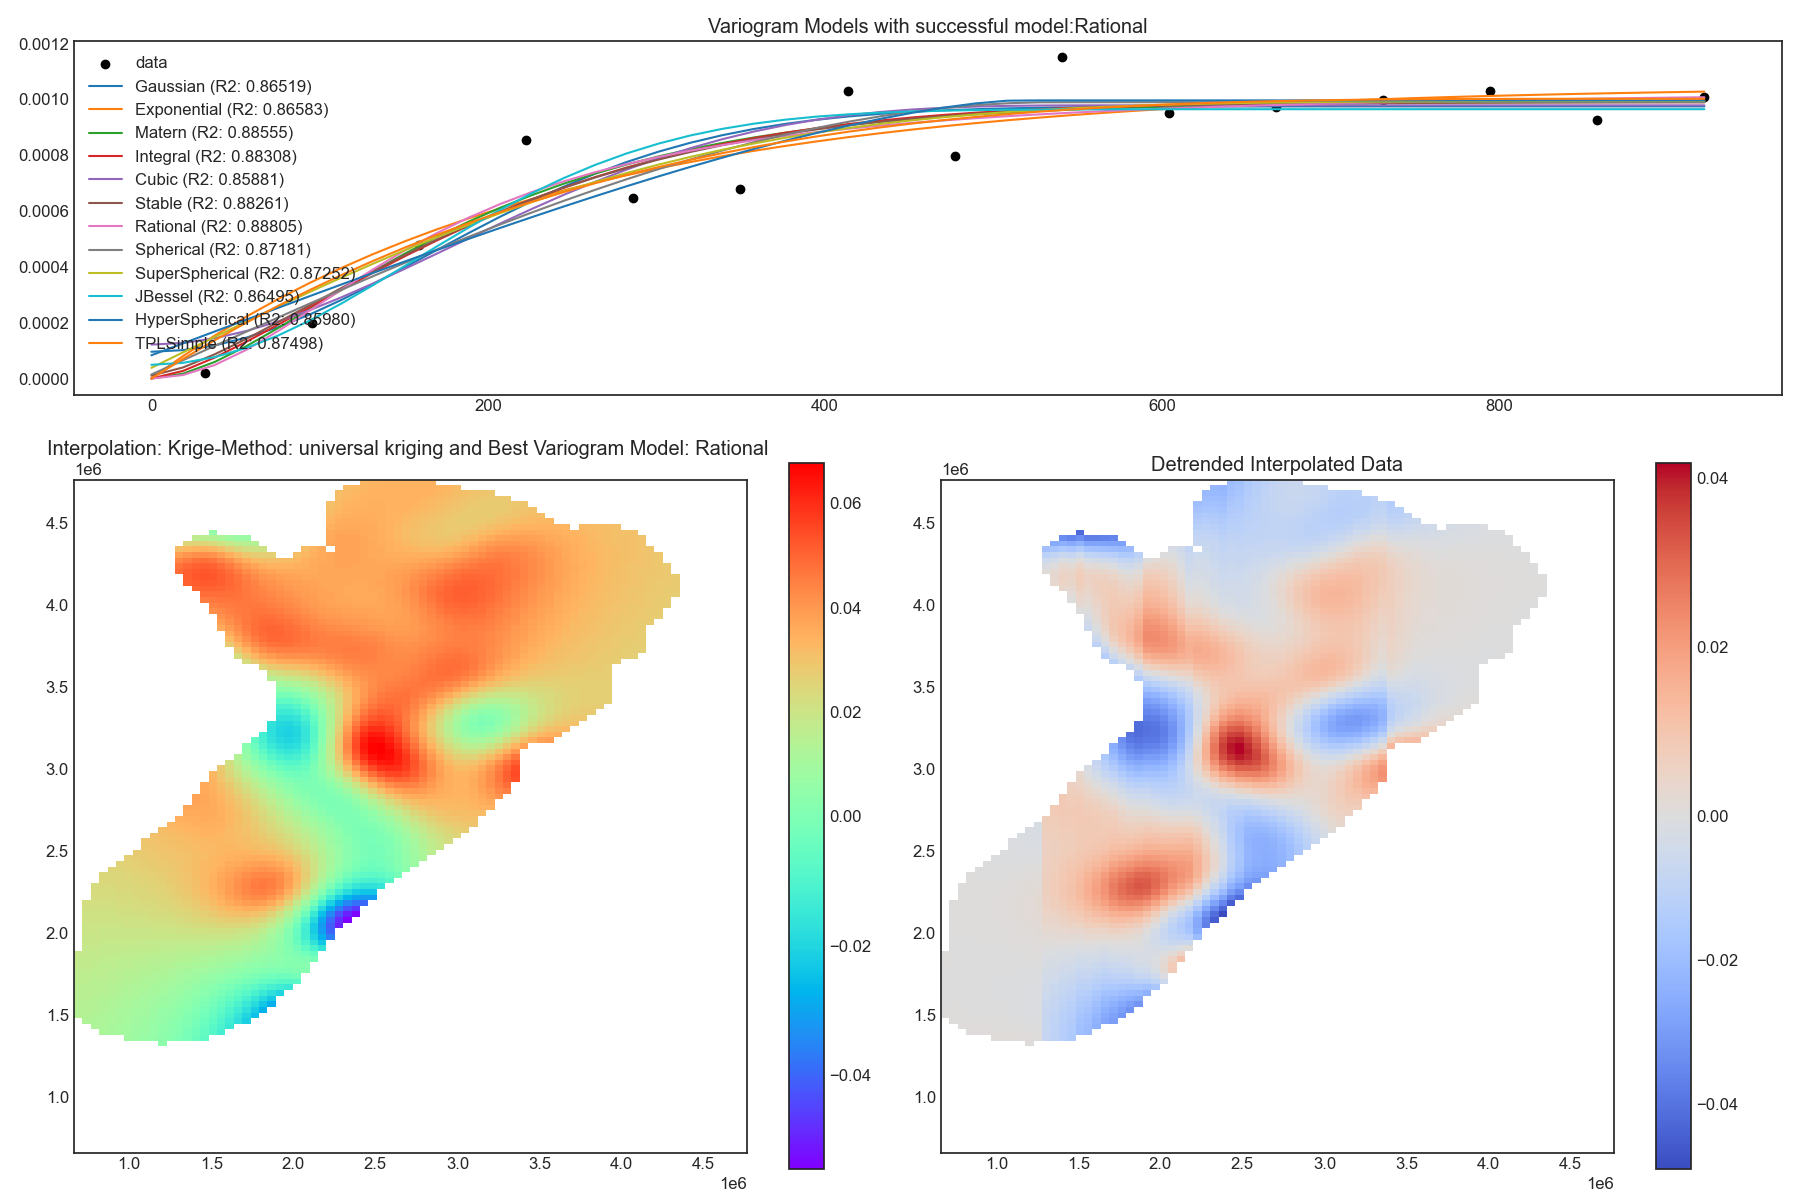 Variogram Models with successful model:Rational
0.0012
0.0010
0.0008
0.0006
0.0004
0.0002
0.0000
data
Gaussian (R2: 0.86519)
Exponential (R2: 0.86583)
Matern (R2: 0.88555)
Integral (R2: 0.88308)
Cubic (R2: 0.85881)
Stable (R2: 0.88261)
Rational (R2: 0.88805)
Spherical (R2: 0.87181)
SuperSpherical (R2: 0.87252)
JBessel (R2: 0.86495)
HyperSpherical (R2: 0.85980)
TPLSimple (R2: 0.87498)
0 200 400 600 800
Interpolation: Krige-Method: universal kriging and Best Variogram Model: Rational
1e6
4.5
4.0
3.5
3.0
2.5
2.0
1.5
1.0
1.0 1.5 2.0 2.5 3.0 3.5 4.0 4.5
1e6
0.06
0.04
0.02
0.00
−0.02
−0.04
Detrended Interpolated Data
1e6
4.5
4.0
3.5
3.0
2.5
2.0
1.5
1.0
1.0 1.5 2.0 2.5 3.0 3.5 4.0 4.5
1e6
0.04
0.02
0.00
−0.02
−0.04